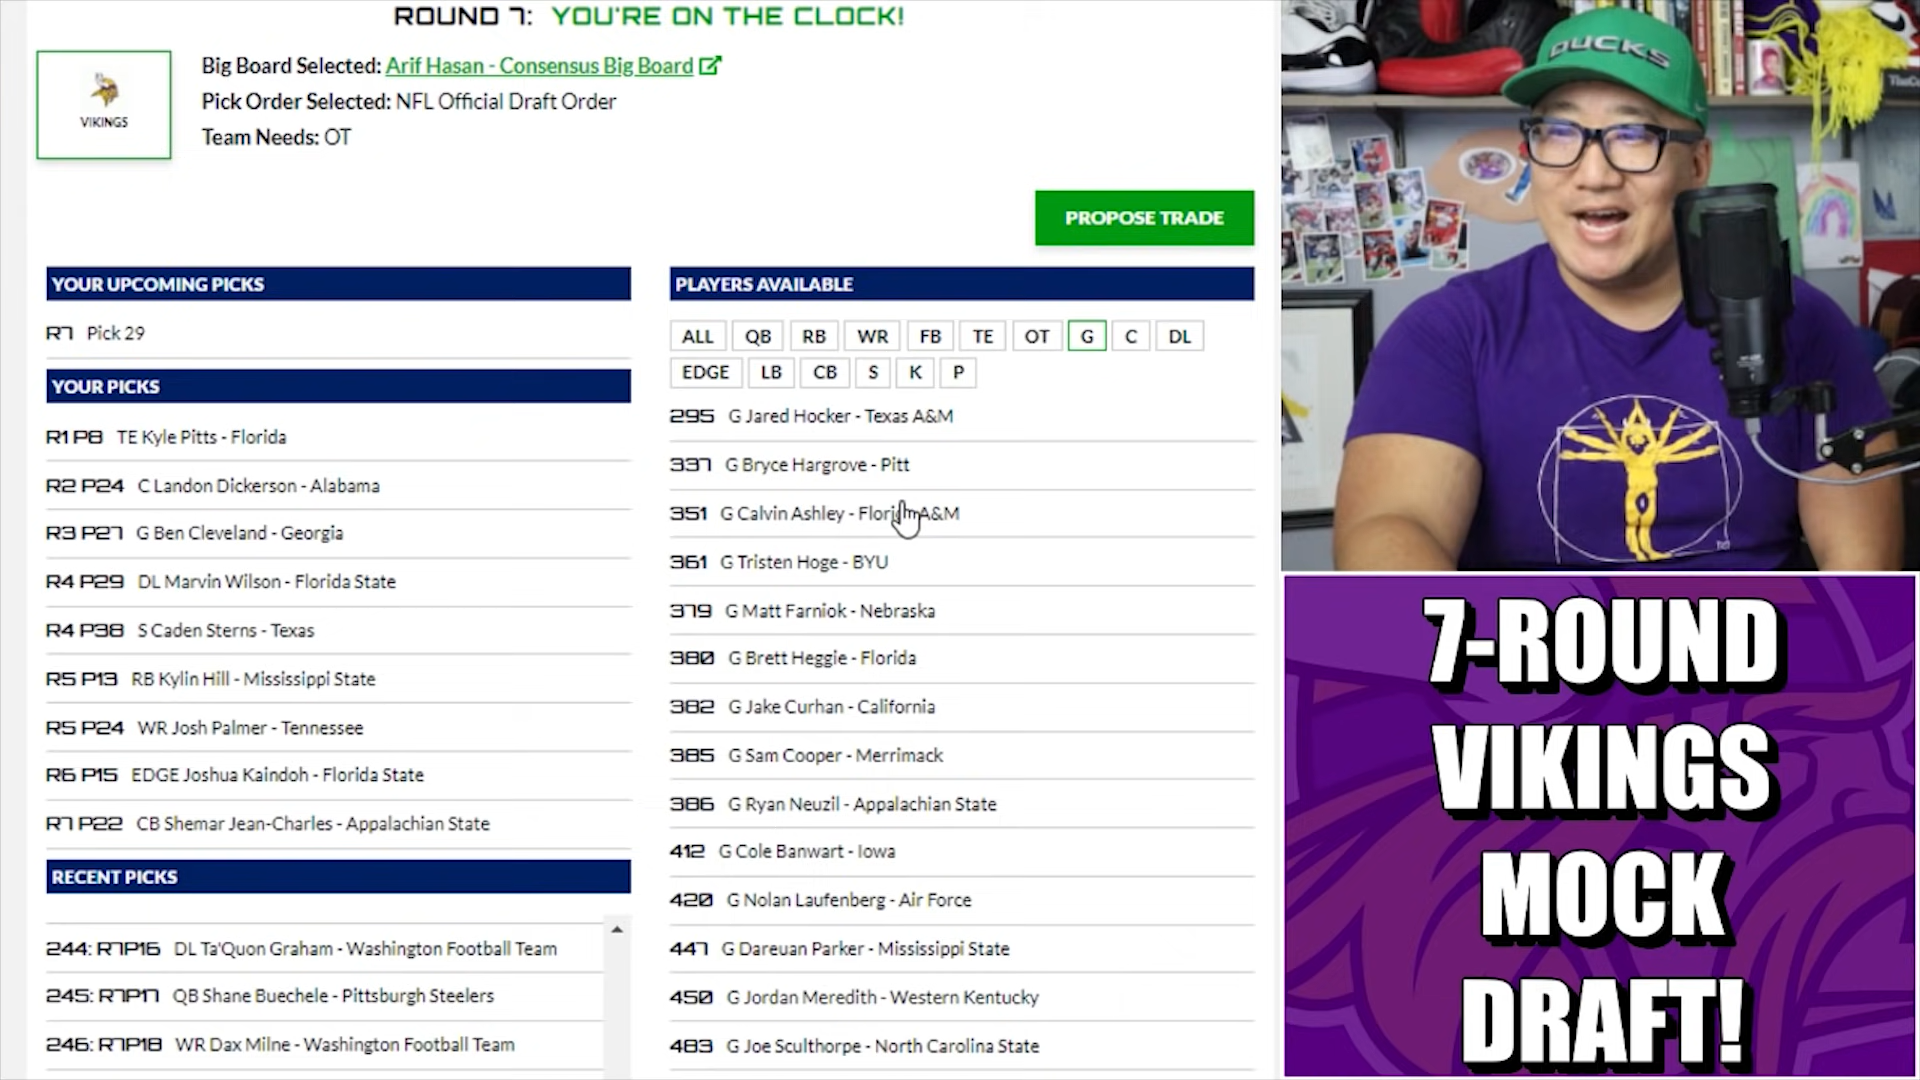 ROUND 7: YOU'RE ON THE CLOCK!
VIKINGS
Big Board Selected: Arif Hasan - Consensus Big Board
Pick Order Selected: NFL Official Draft Order
Team Needs: OT
PROPOSE TRADE
YOUR UPCOMING PICKS
R7 Pick 29
YOUR PICKS
R1 P8 TE Kyle Pitts - Florida
R2 P24 C Landon Dickerson - Alabama
R3 P27 G Ben Cleveland - Georgia
R4 P29 DL Marvin Wilson - Florida State
R4 P38 S Caden Sterns - Texas
R5 P13 RB Kylin Hill - Mississippi State
R5 P24 WR Josh Palmer - Tennessee
R6 P15 EDGE Joshua Kaindoh - Florida State
R7 P22 CB Shemar Jean-Charles - Appalachian State
RECENT PICKS
244: R7P16 DL Ta'Quon Graham - Washington Football Team
245: R7P17 QB Shane Buechele - Pittsburgh Steelers
246: R7P18 WR Dax Milne - Washington Football Team
PLAYERS AVAILABLE
ALL QB RB WR FB TE OT G C DL
EDGE LB CB S K P
295 G Jared Hocker - Texas A&M
337 G Bryce Hargrove - Pitt
351 G Calvin Ashley - Florida A&M
361 G Tristen Hoge - BYU
379 G Matt Farniok - Nebraska
380 G Brett Heggie - Florida
382 G Jake Curhan - California
385 G Sam Cooper - Merrimack
386 G Ryan Neuzil - Appalachian State
412 G Cole Banwart - Iowa
420 G Nolan Laufenberg - Air Force
447 G Dareuan Parker - Mississippi State
450 G Jordan Meredith - Western Kentucky
483 G Joe Sculthorpe - North Carolina State
DUCKS
7-ROUND
VIKINGS
MOCK
DRAFT!